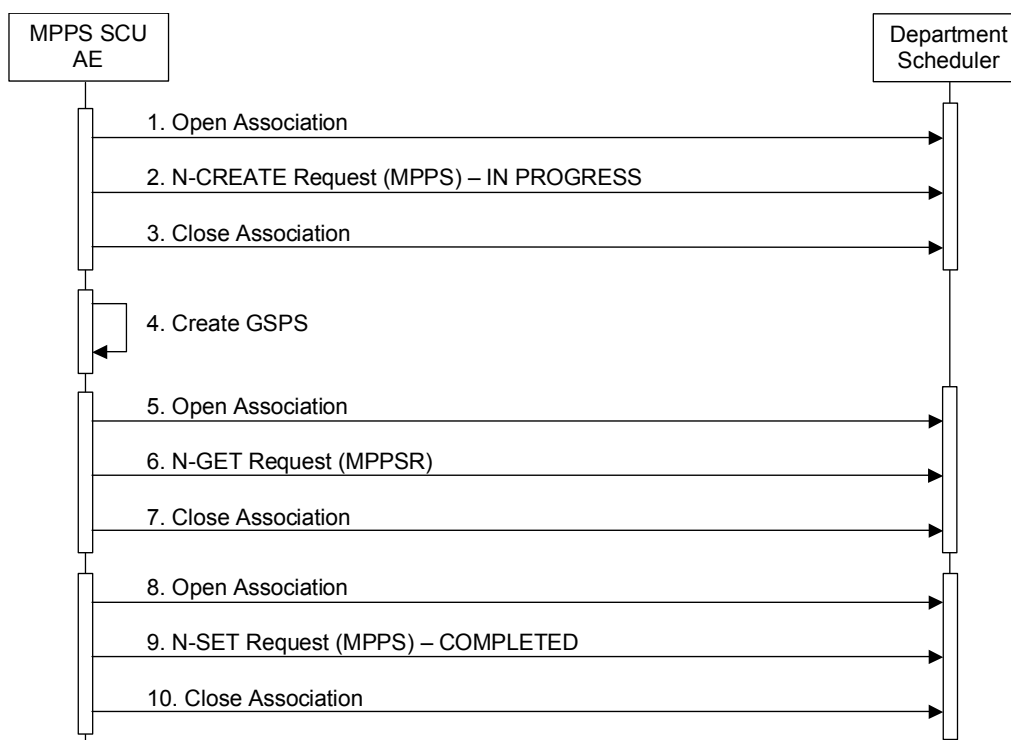 MPPS SCU
AE
Department
Scheduler
1. Open Association
2. N-CREATE Request (MPPS) – IN PROGRESS
3. Close Association
4. Create GSPS
5. Open Association
6. N-GET Request (MPPSR)
7. Close Association
8. Open Association
9. N-SET Request (MPPS) – COMPLETED
10. Close Association